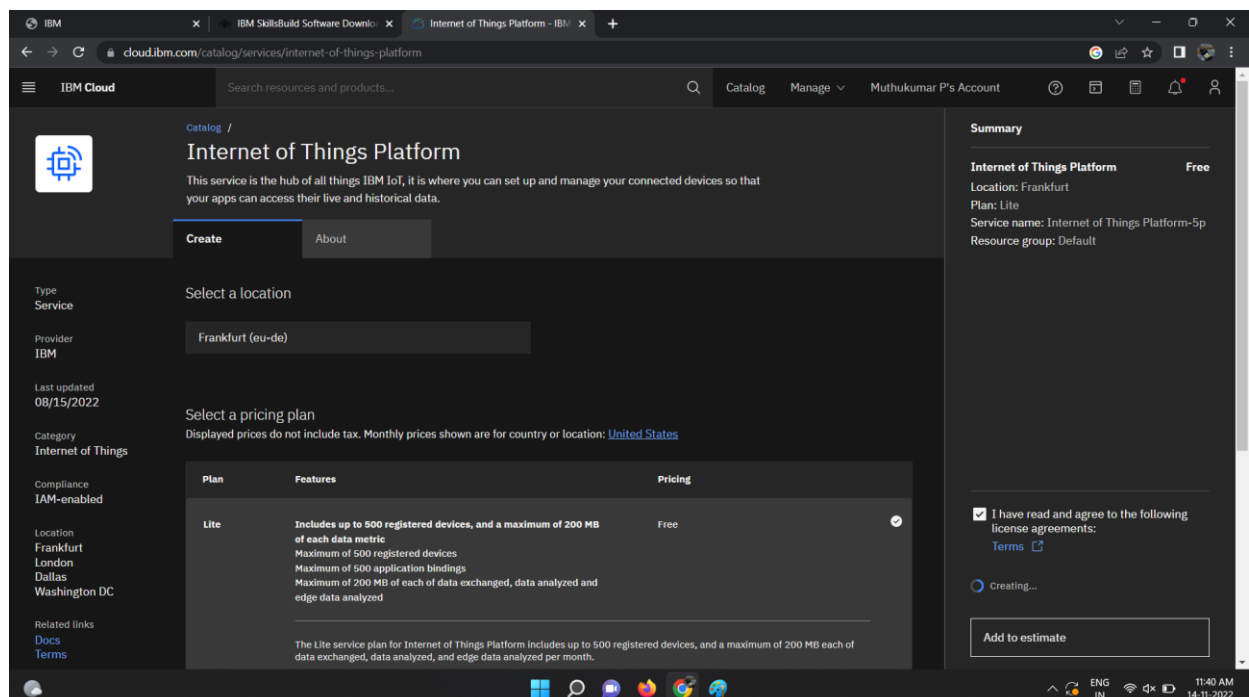 IBM
IBM SkillsBuild Software Downlo
Internet of Things Platform - IBM
cloud.ibm.com/catalog/services/internet-of-things-platform
IBM Cloud
Search resources and products...
Catalog
Manage
Muthukumar P's Account
Catalog /
Internet of Things Platform
This service is the hub of all things IBM IoT, it is where you can set up and manage your connected devices so that
your apps can access their live and historical data.
Create
About
Type
Service
Provider
IBM
Last updated
08/15/2022
Category
Internet of Things
Compliance
IAM-enabled
Location
Frankfurt
London
Dallas
Washington DC
Related links
Docs
Terms
Select a location
Frankfurt (eu-de)
Select a pricing plan
Displayed prices do not include tax. Monthly prices shown are for country or location: United States
Plan
Features
Pricing
Lite
Includes up to 500 registered devices, and a maximum of 200 MB
of each data metric
Maximum of 500 registered devices
Maximum of 500 application bindings
Maximum of 200 MB of each of data exchanged, data analyzed and
edge data analyzed
Free
The Lite service plan for Internet of Things Platform includes up to 500 registered devices, and a maximum of 200 MB each of
data exchanged, data analyzed, and edge data analyzed per month.
Summary
Internet of Things Platform Free
Location: Frankfurt
Plan: Lite
Service name: Internet of Things Platform-5p
Resource group: Default
I have read and agree to the following
license agreements:
Terms
Creating...
Add to estimate
ENG
IN
11:40 AM
14-11-2022